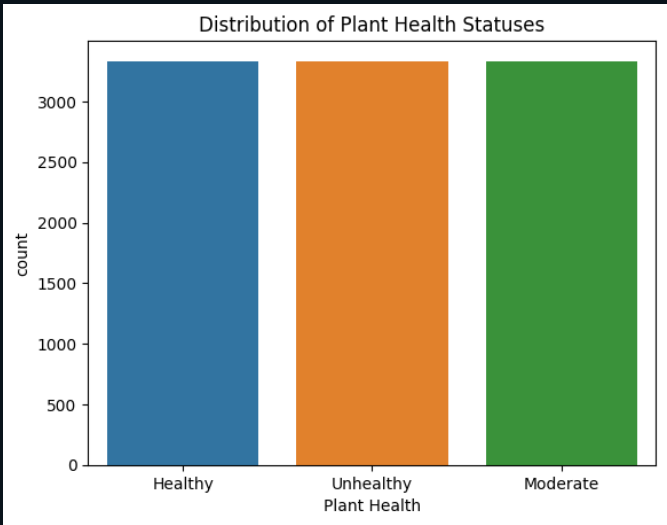 Distribution of Plant Health Statuses
3000
2500
2000
1500
1000
500
0
count
Healthy Unhealthy Moderate
Plant Health